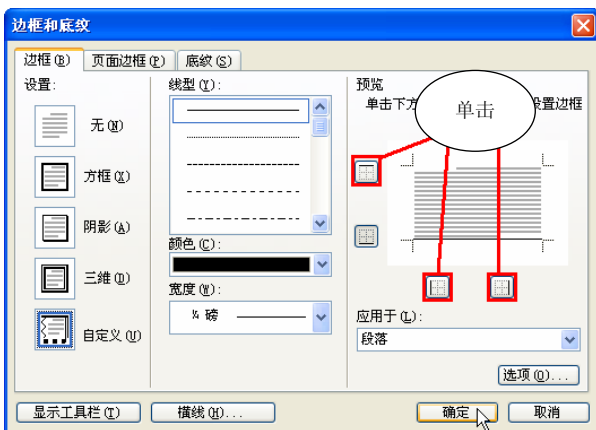 边框和底纹
边框(B) 页面边框(P) 底纹(S)
设置:
无(N)
方框(X)
阴影(A)
三维(D)
自定义(U)
线型(Y):
颜色(C):
宽度(W):
¼ 磅
预览
单击下方 置边框
单击
应用于(L):
段落
选项(O)...
显示工具栏(T) 横线(H)... 确定 取消